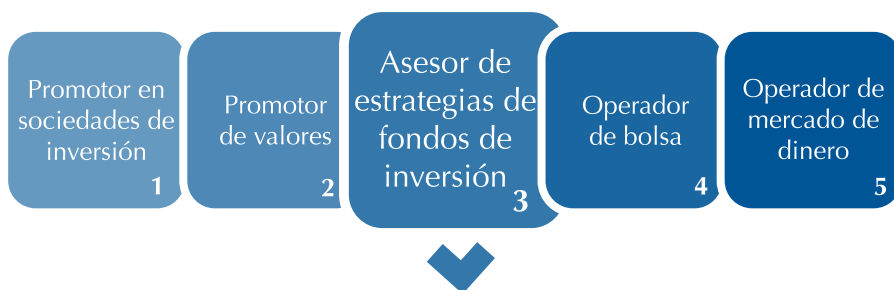 Promotor en
sociedades de
inversión
1
Promotor
de valores
2
Asesor de
estrategias de
fondos de
inversión
3
Operador
de bolsa
4
Operador de
mercado de
dinero
5